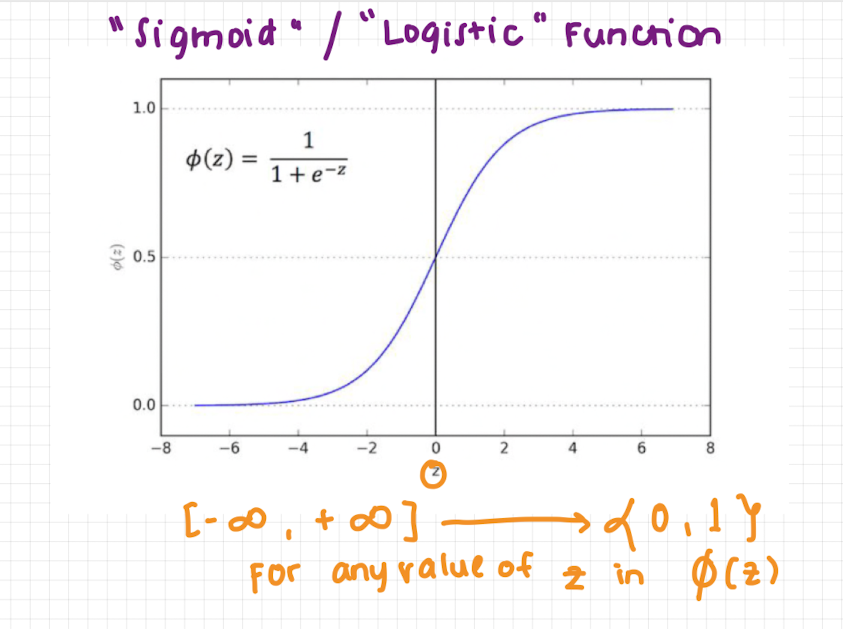 "Sigmoid" / "Logistic" Function
1.0
ϕ(z) = 1 / (1 + e^−z)
ϕ(z)
0.5
0.0
−8 −6 −4 −2 0 2 4 6 8
z
[-∞, +∞] ⟶ {0, 1}
For any value of z in ϕ(z)